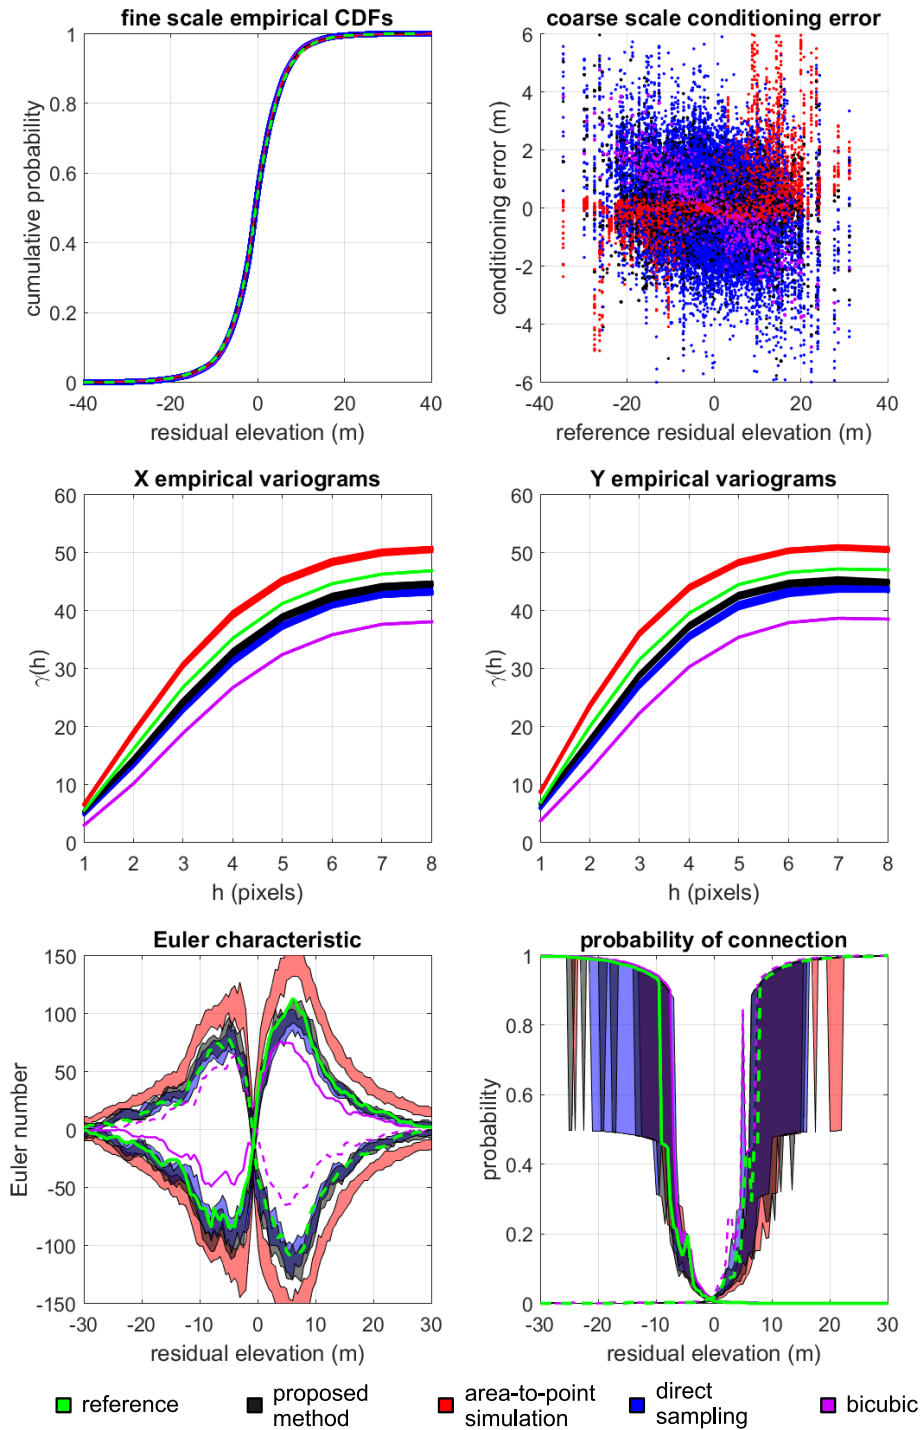 fine scale empirical CDFs
cumulative probability
1
0.8
0.6
0.4
0.2
0
-40 -20 0 20 40
residual elevation (m)
coarse scale conditioning error
conditioning error (m)
6
4
2
0
-2
-4
-6
-40 -20 0 20 40
reference residual elevation (m)
X empirical variograms
γ(h)
60
50
40
30
20
10
0
1 2 3 4 5 6 7 8
h (pixels)
Y empirical variograms
γ(h)
60
50
40
30
20
10
0
1 2 3 4 5 6 7 8
h (pixels)
Euler characteristic
Euler number
150
100
50
0
-50
-100
-150
-30 -20 -10 0 10 20 30
residual elevation (m)
probability of connection
probability
1
0.8
0.6
0.4
0.2
0
-30 -20 -10 0 10 20 30
residual elevation (m)
reference
proposed
method
area-to-point
simulation
direct
sampling
bicubic